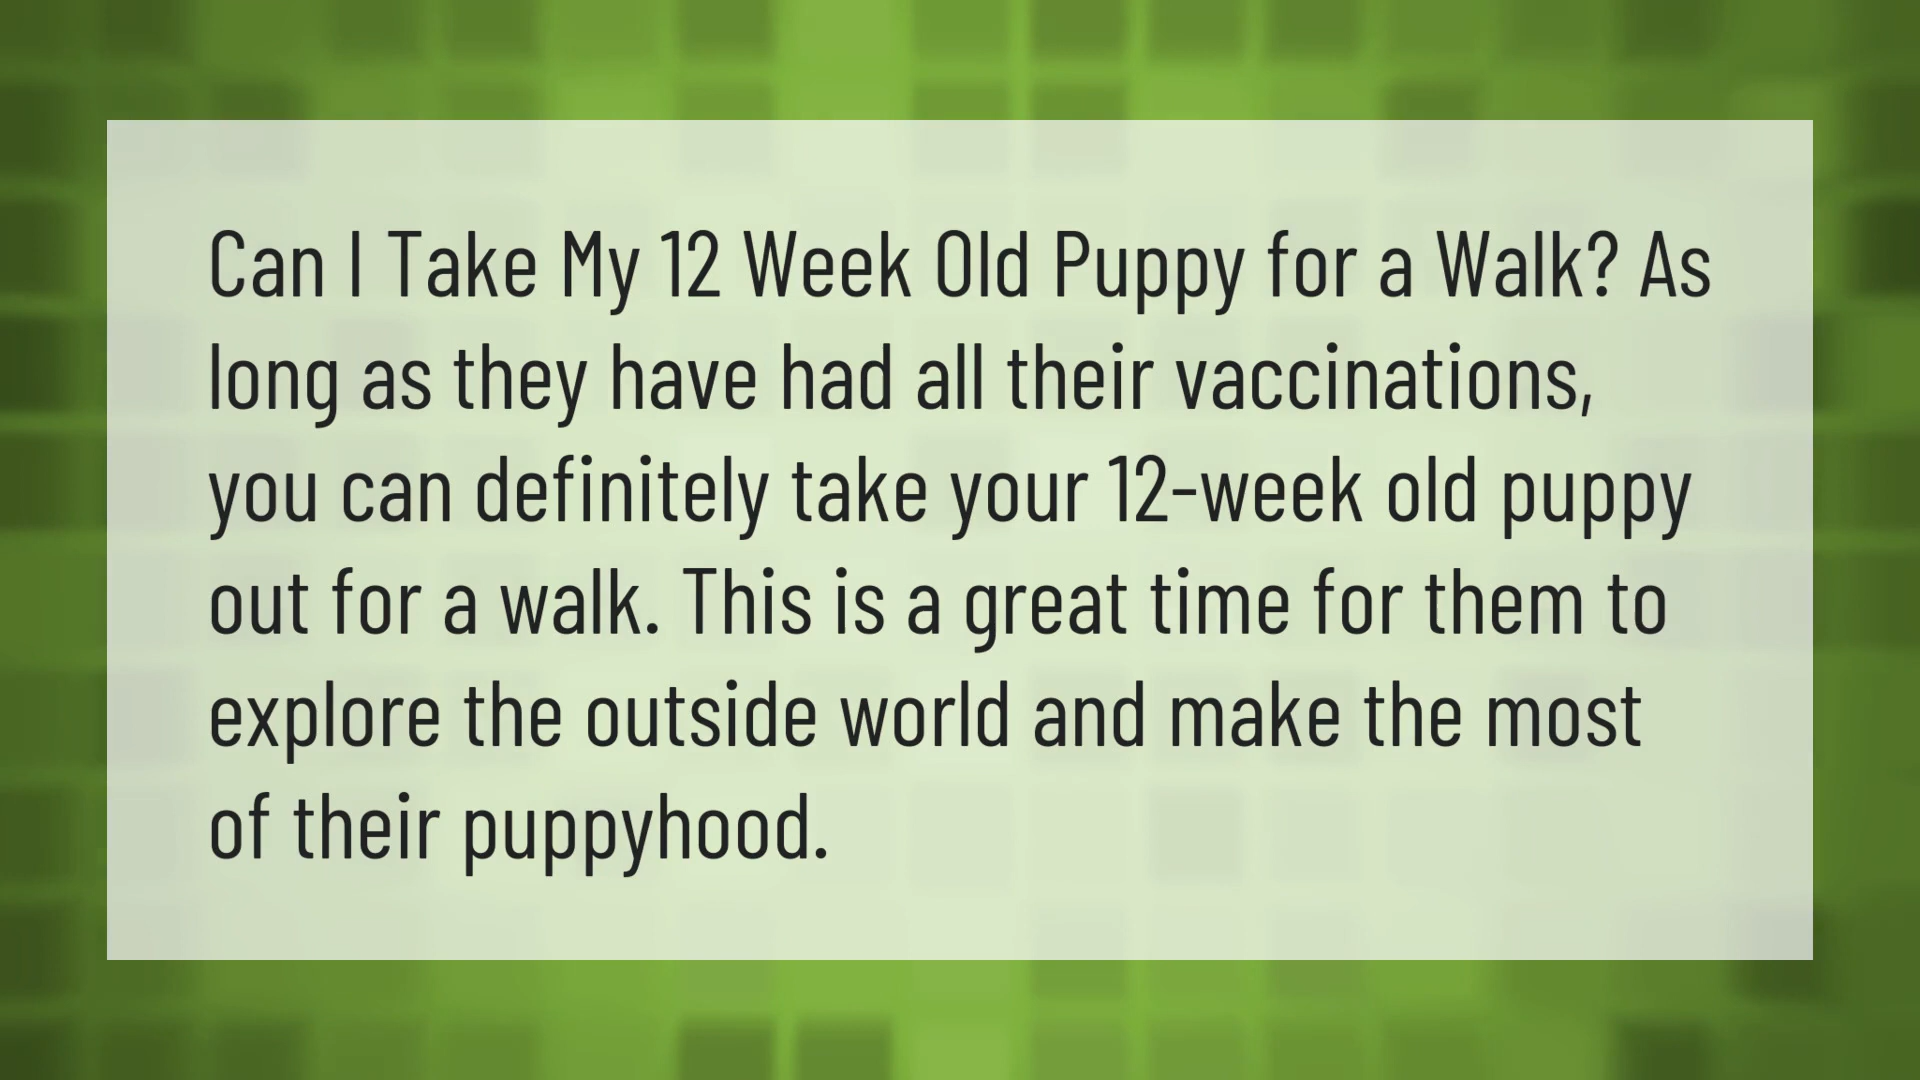 Can I Take My 12 Week Old Puppy for a Walk? As
long as they have had all their vaccinations,
you can definitely take your 12-week old puppy
out for a walk. This is a great time for them to
explore the outside world and make the most
of their puppyhood.